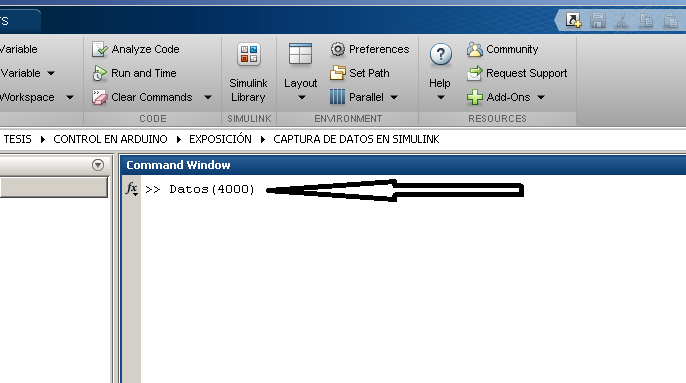 TS
Variable
Analyze Code
Preferences
Community
Variable
Run and Time
Simulink
Library
Layout
Set Path
Help
Request Support
Workspace
Clear Commands
Parallel
Add-Ons
CODE
SIMULINK
ENVIRONMENT
RESOURCES
TESIS CONTROL EN ARDUINO EXPOSICIÓN CAPTURA DE DATOS EN SIMULINK
Command Window
fx >> Datos(4000)